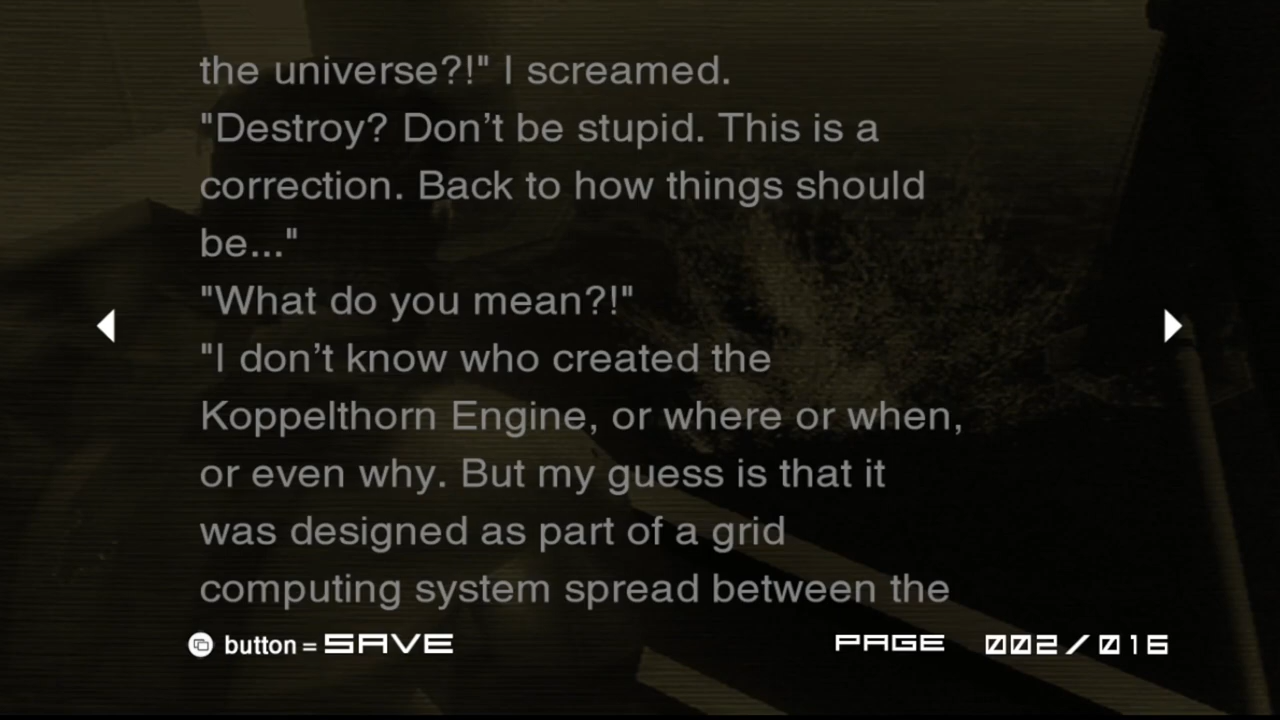 the universe?!" I screamed.
"Destroy? Don’t be stupid. This is a
correction. Back to how things should
be..."
"What do you mean?!"
"I don’t know who created the
Koppelthorn Engine, or where or when,
or even why. But my guess is that it
was designed as part of a grid
computing system spread between the
button = SAVE
PAGE 002/016